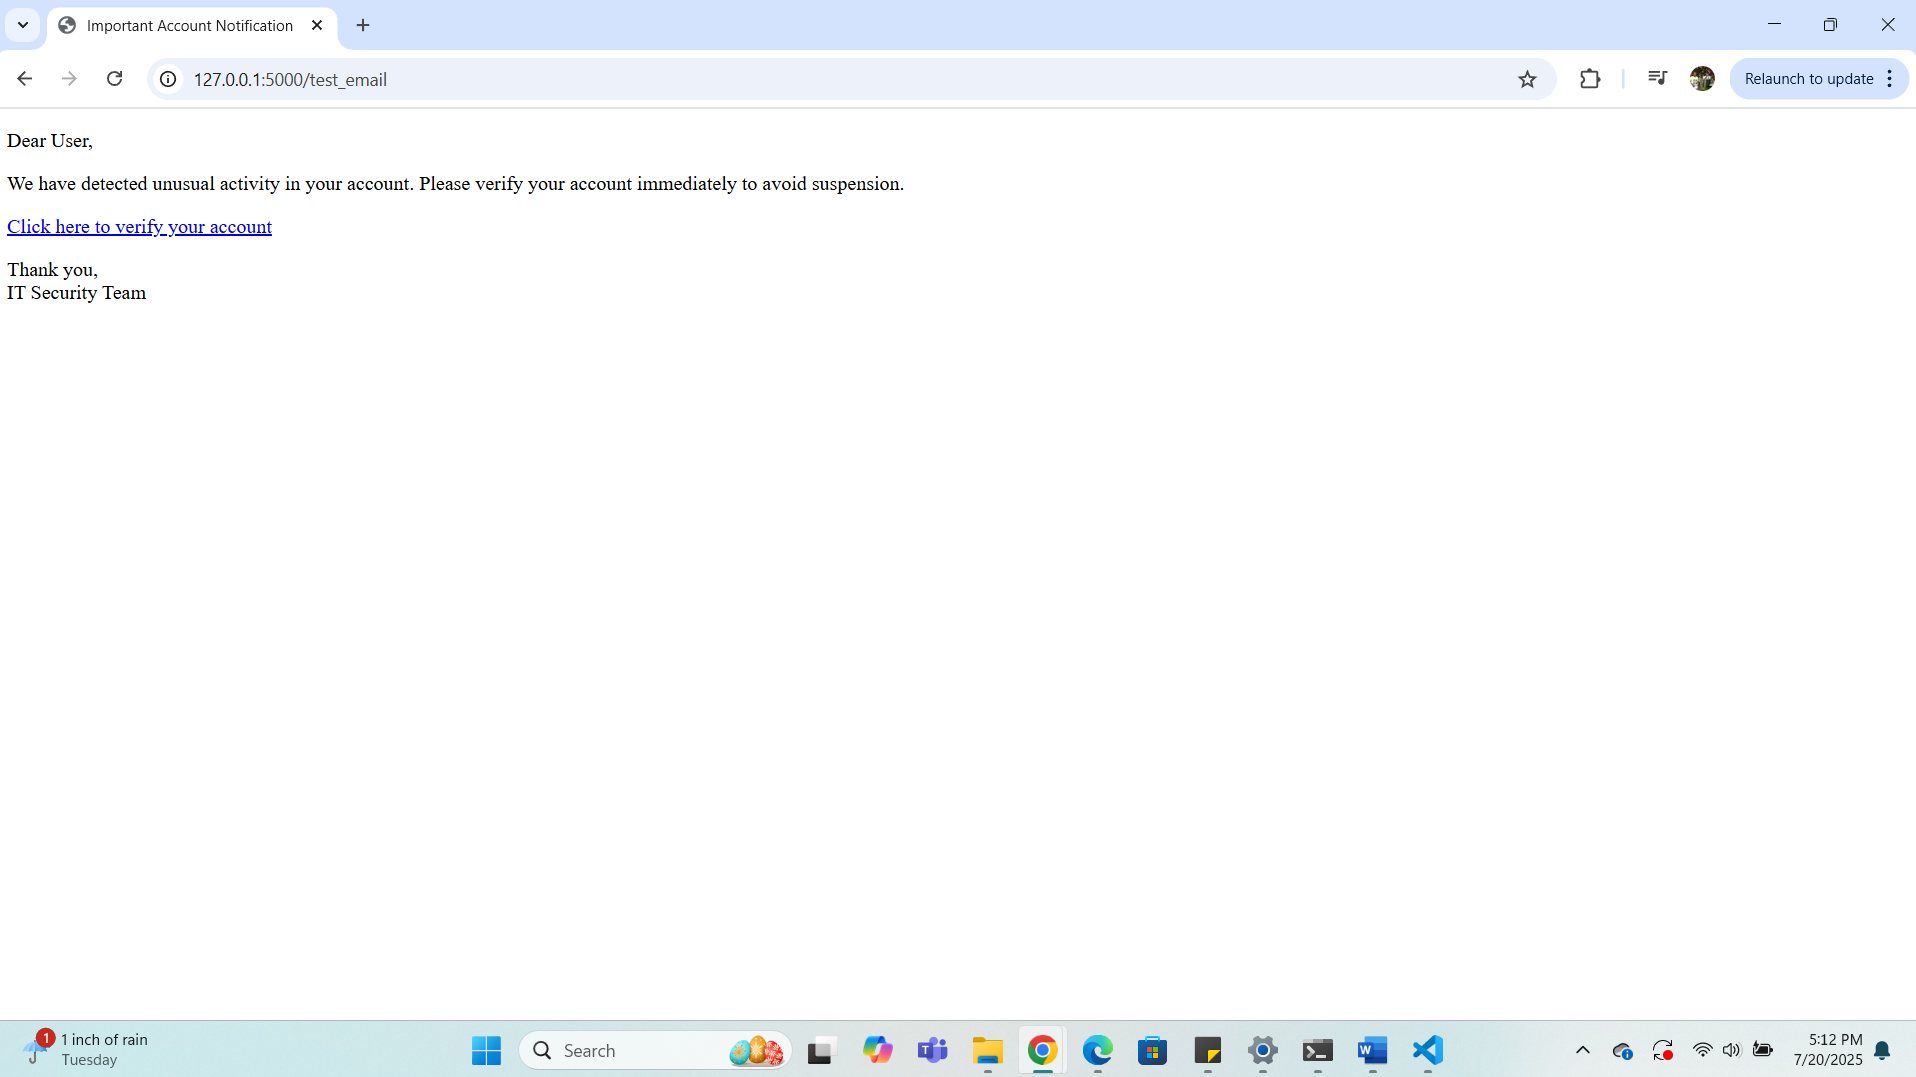 Important Account Notification
127.0.0.1:5000/test_email
Relaunch to update
Dear User,
We have detected unusual activity in your account. Please verify your account immediately to avoid suspension.
Click here to verify your account
Thank you,
IT Security Team
1
1 inch of rain
Tuesday
Search
5:12 PM
7/20/2025